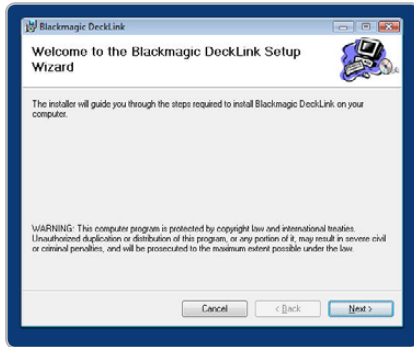 Blackmagic DeckLink
Welcome to the Blackmagic DeckLink Setup
Wizard
The installer will guide you through the steps required to install Blackmagic DeckLink on your
computer.
WARNING: This computer program is protected by copyright law and international treaties.
Unauthorized duplication or distribution of this program, or any portion of it, may result in severe civil
or criminal penalties, and will be prosecuted to the maximum extent possible under the law.
Cancel
< Back
Next >